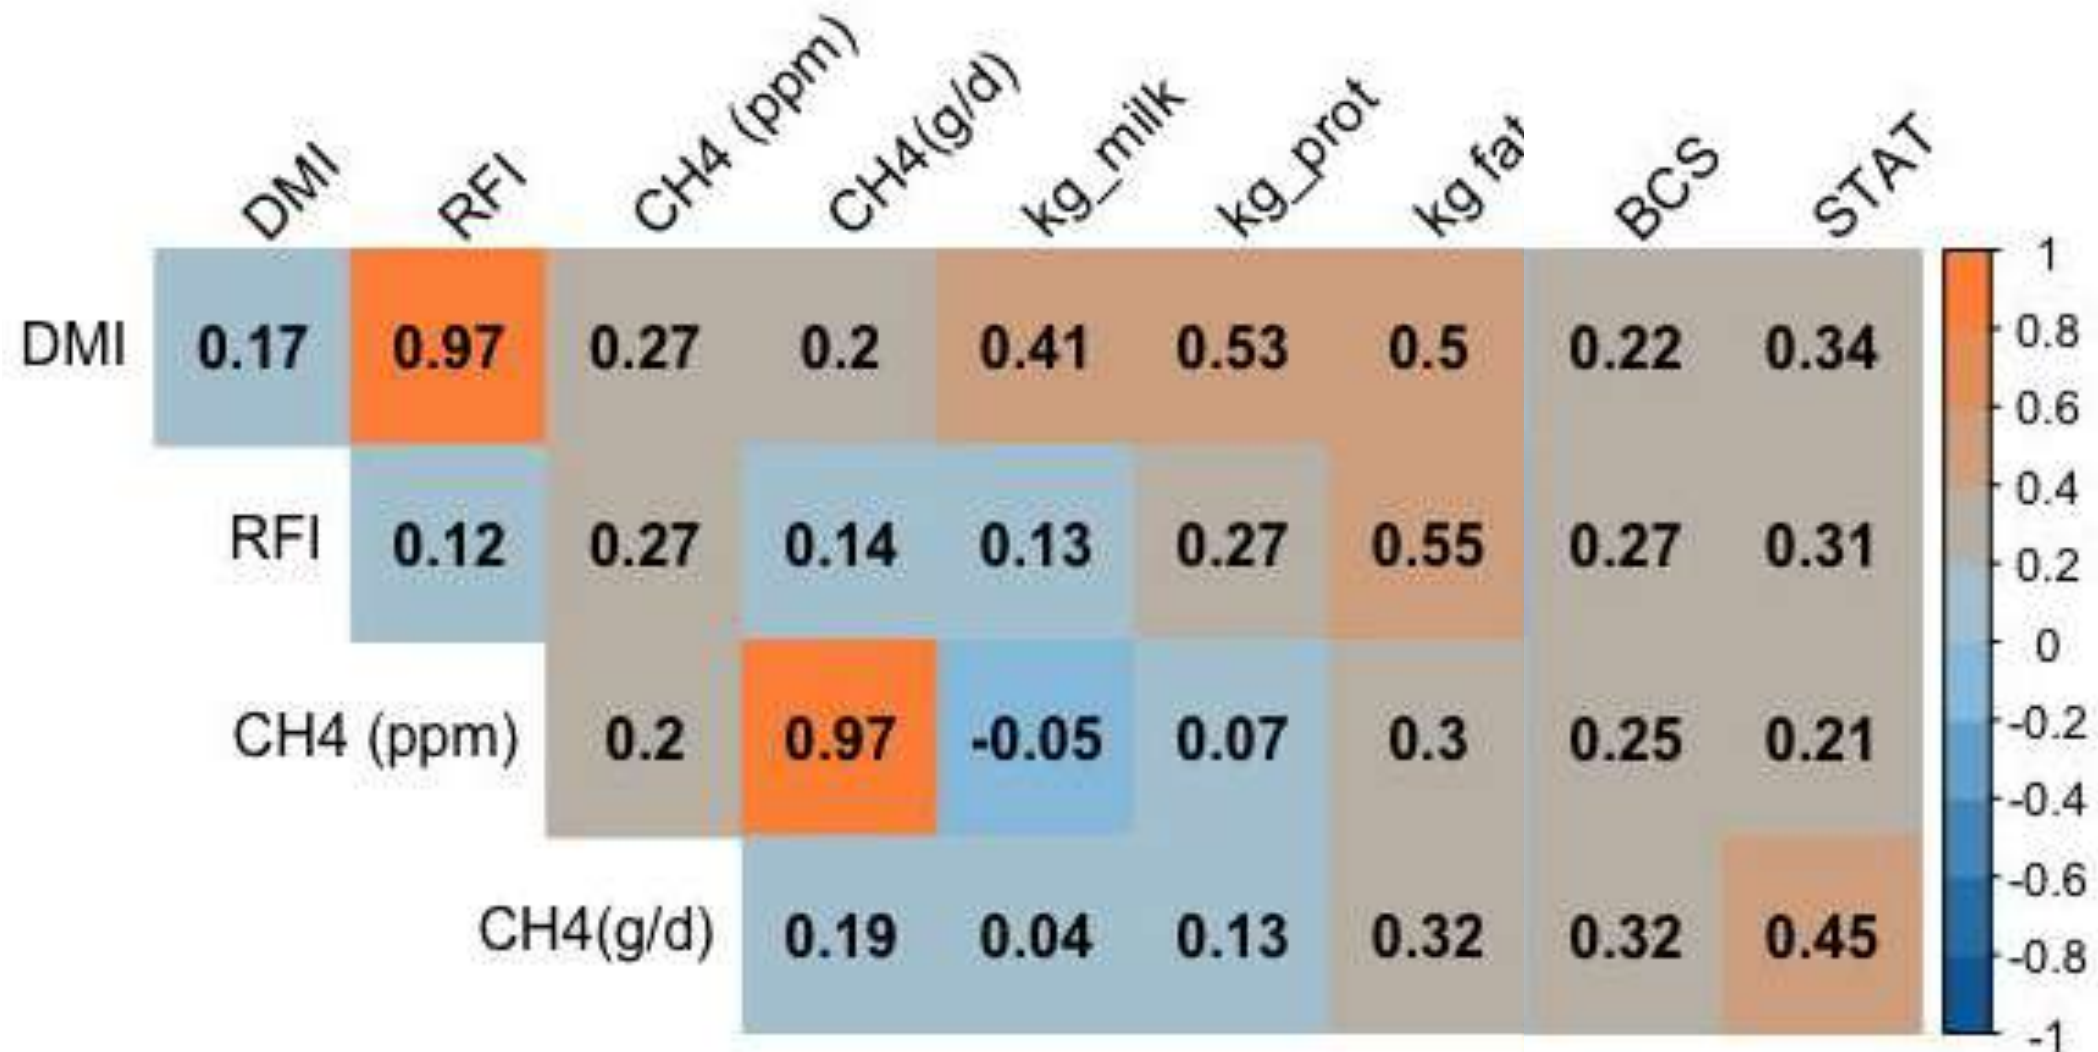 DMI RFI CH4 (ppm) CH4(g/d) kg_milk kg_prot kg fat BCS STAT
DMI 0.17 0.97 0.27 0.2 0.41 0.53 0.5 0.22 0.34
RFI 0.12 0.27 0.14 0.13 0.27 0.55 0.27 0.31
CH4 (ppm) 0.2 0.97 -0.05 0.07 0.3 0.25 0.21
CH4(g/d) 0.19 0.04 0.13 0.32 0.32 0.45
1
0.8
0.6
0.4
0.2
0
-0.2
-0.4
-0.6
-0.8
-1